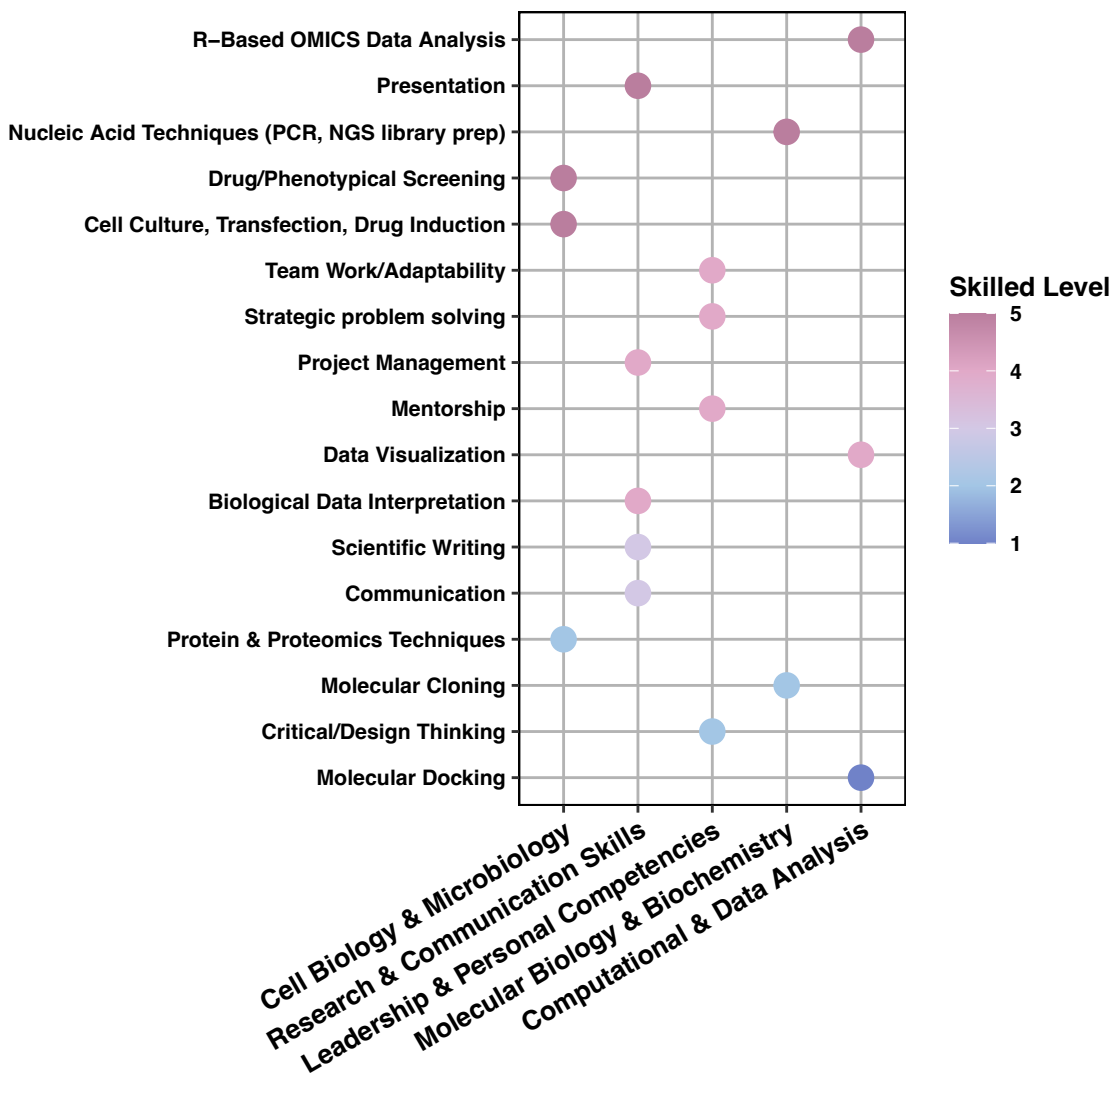 R−Based OMICS Data Analysis
Presentation
Nucleic Acid Techniques (PCR, NGS library prep)
Drug/Phenotypical Screening
Cell Culture, Transfection, Drug Induction
Team Work/Adaptability
Strategic problem solving
Project Management
Mentorship
Data Visualization
Biological Data Interpretation
Scientific Writing
Communication
Protein & Proteomics Techniques
Molecular Cloning
Critical/Design Thinking
Molecular Docking
Cell Biology & Microbiology
Research & Communication Skills
Leadership & Personal Competencies
Molecular Biology & Biochemistry
Computational & Data Analysis
Skilled Level
5
4
3
2
1